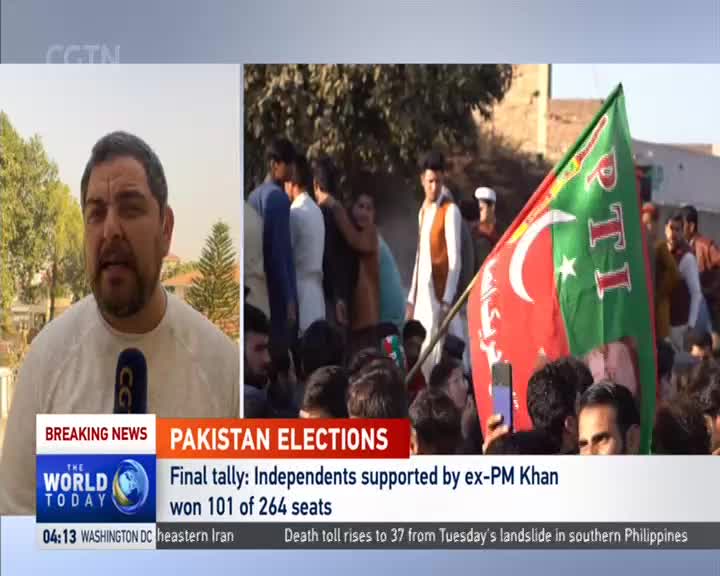 CGTN
PTI
CG
BREAKING NEWS
PAKISTAN ELECTIONS
THE
WORLD
TODAY
Final tally: Independents supported by ex-PM Khan
won 101 of 264 seats
04:13 WASHINGTON DC
heastern Iran Death toll rises to 37 from Tuesday's landslide in southern Philippines